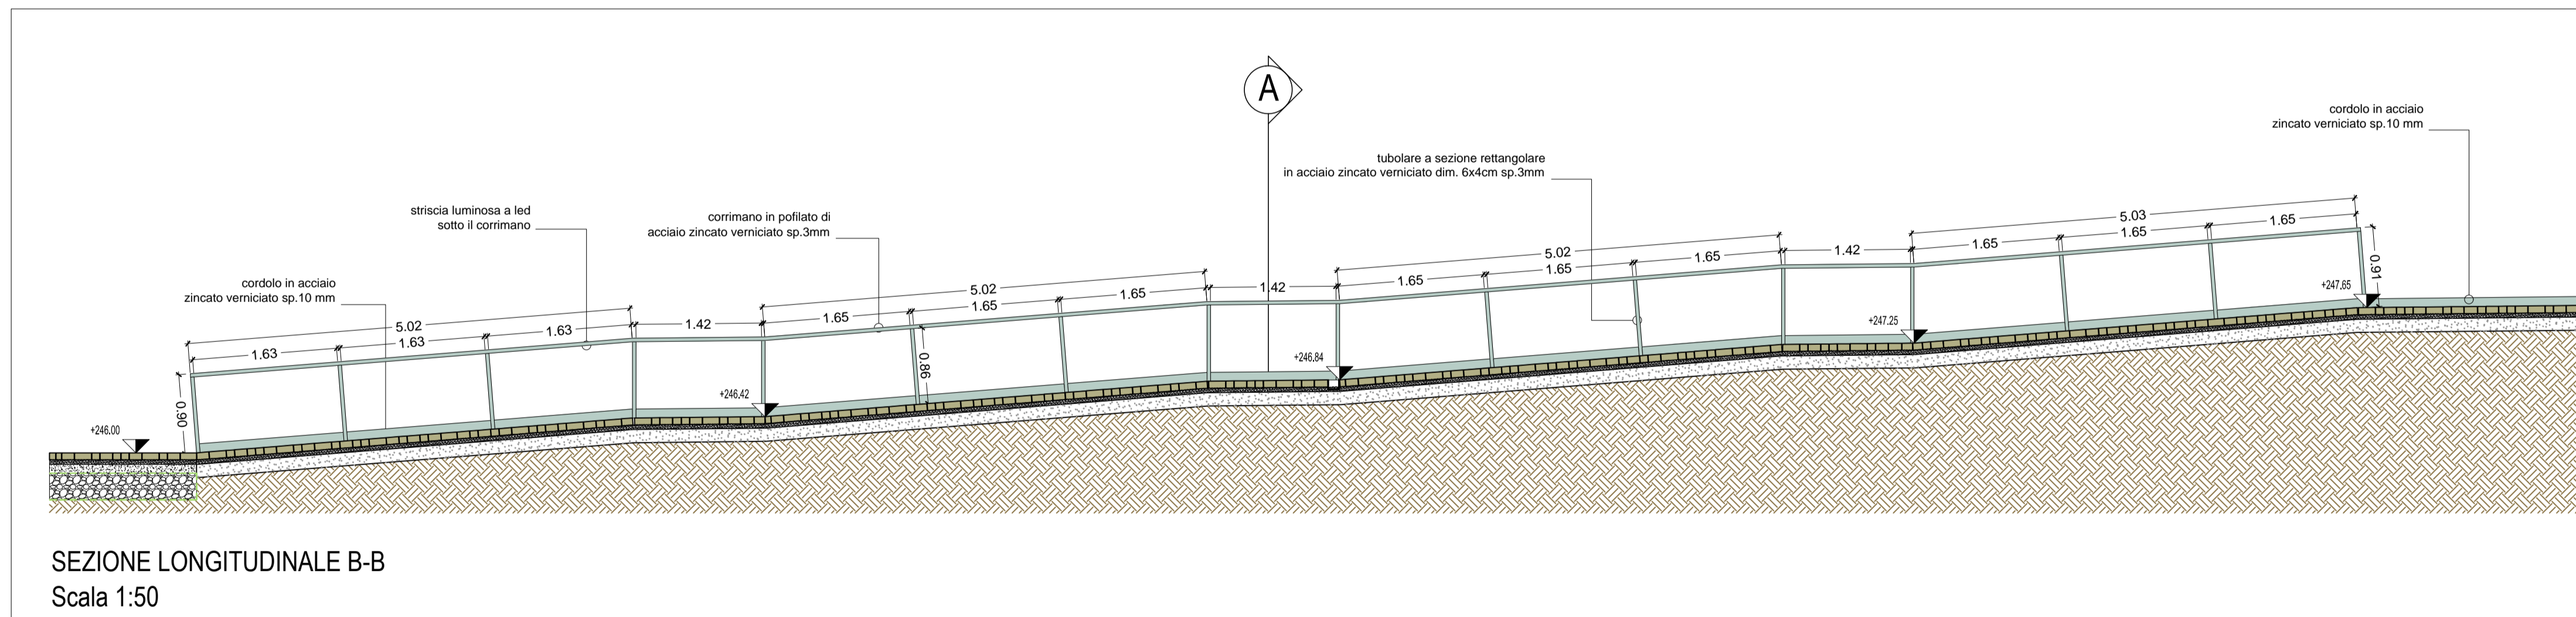 A
cordolo in acciaio
zincato verniciato sp.10 mm
tubolare a sezione rettangolare
in acciaio zincato verniciato dim. 6x4cm sp.3mm
striscia luminosa a led
sotto il corrimano
corrimano in pofilato di
acciaio zincato verniciato sp.3mm
cordolo in acciaio
zincato verniciato sp.10 mm
5.02
1.63
1.63
1.63
1.42
5.02
1.65
1.65
1.65
1.42
5.02
1.65
1.65
1.65
1.42
5.03
1.65
1.65
1.65
0.90
0.86
0.91
+246.00
+246.42
+246.84
+247.25
+247.65
SEZIONE LONGITUDINALE B-B
Scala 1:50